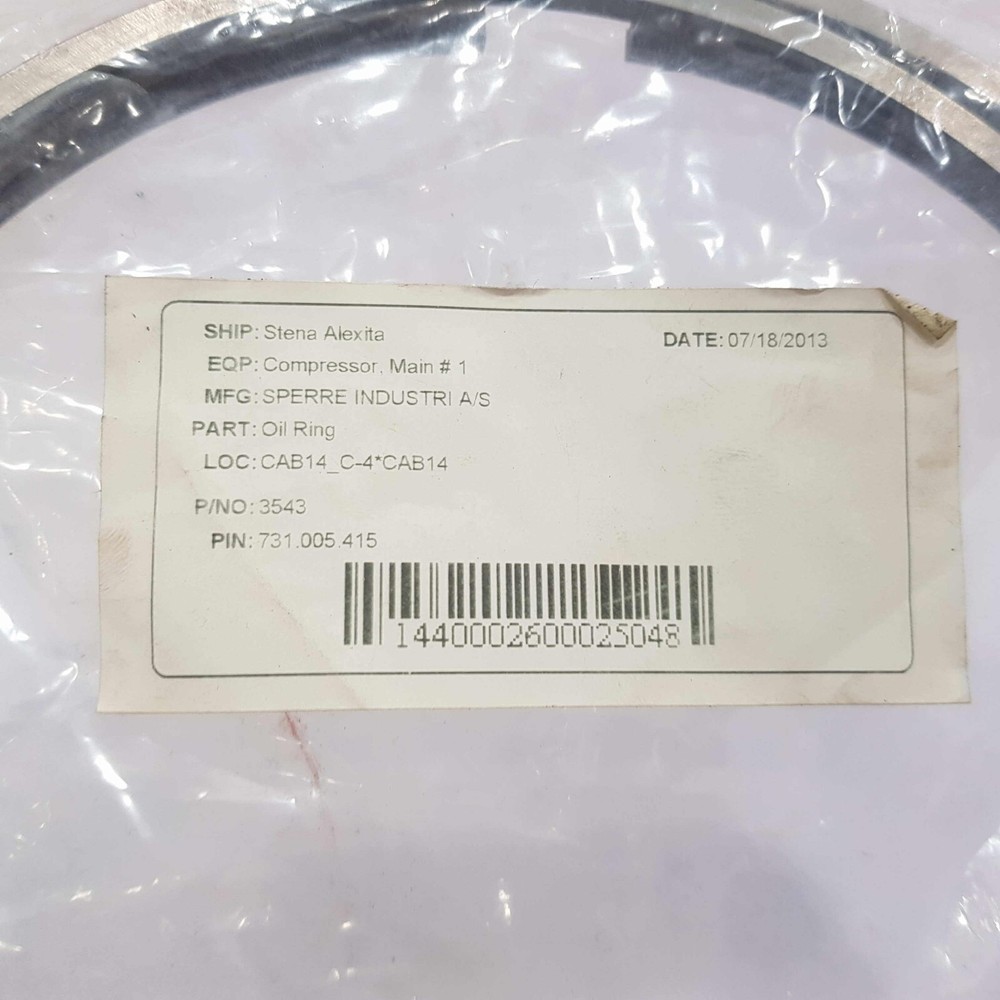 SHIP: Stena Alexita
DATE: 07/18/2013
EQP: Compressor, Main # 1
MFG: SPERRE INDUSTRI A/S
PART: Oil Ring
LOC: CAB14_C-4*CAB14
P/NO: 3543
PIN: 731.005.415
1440002600025048